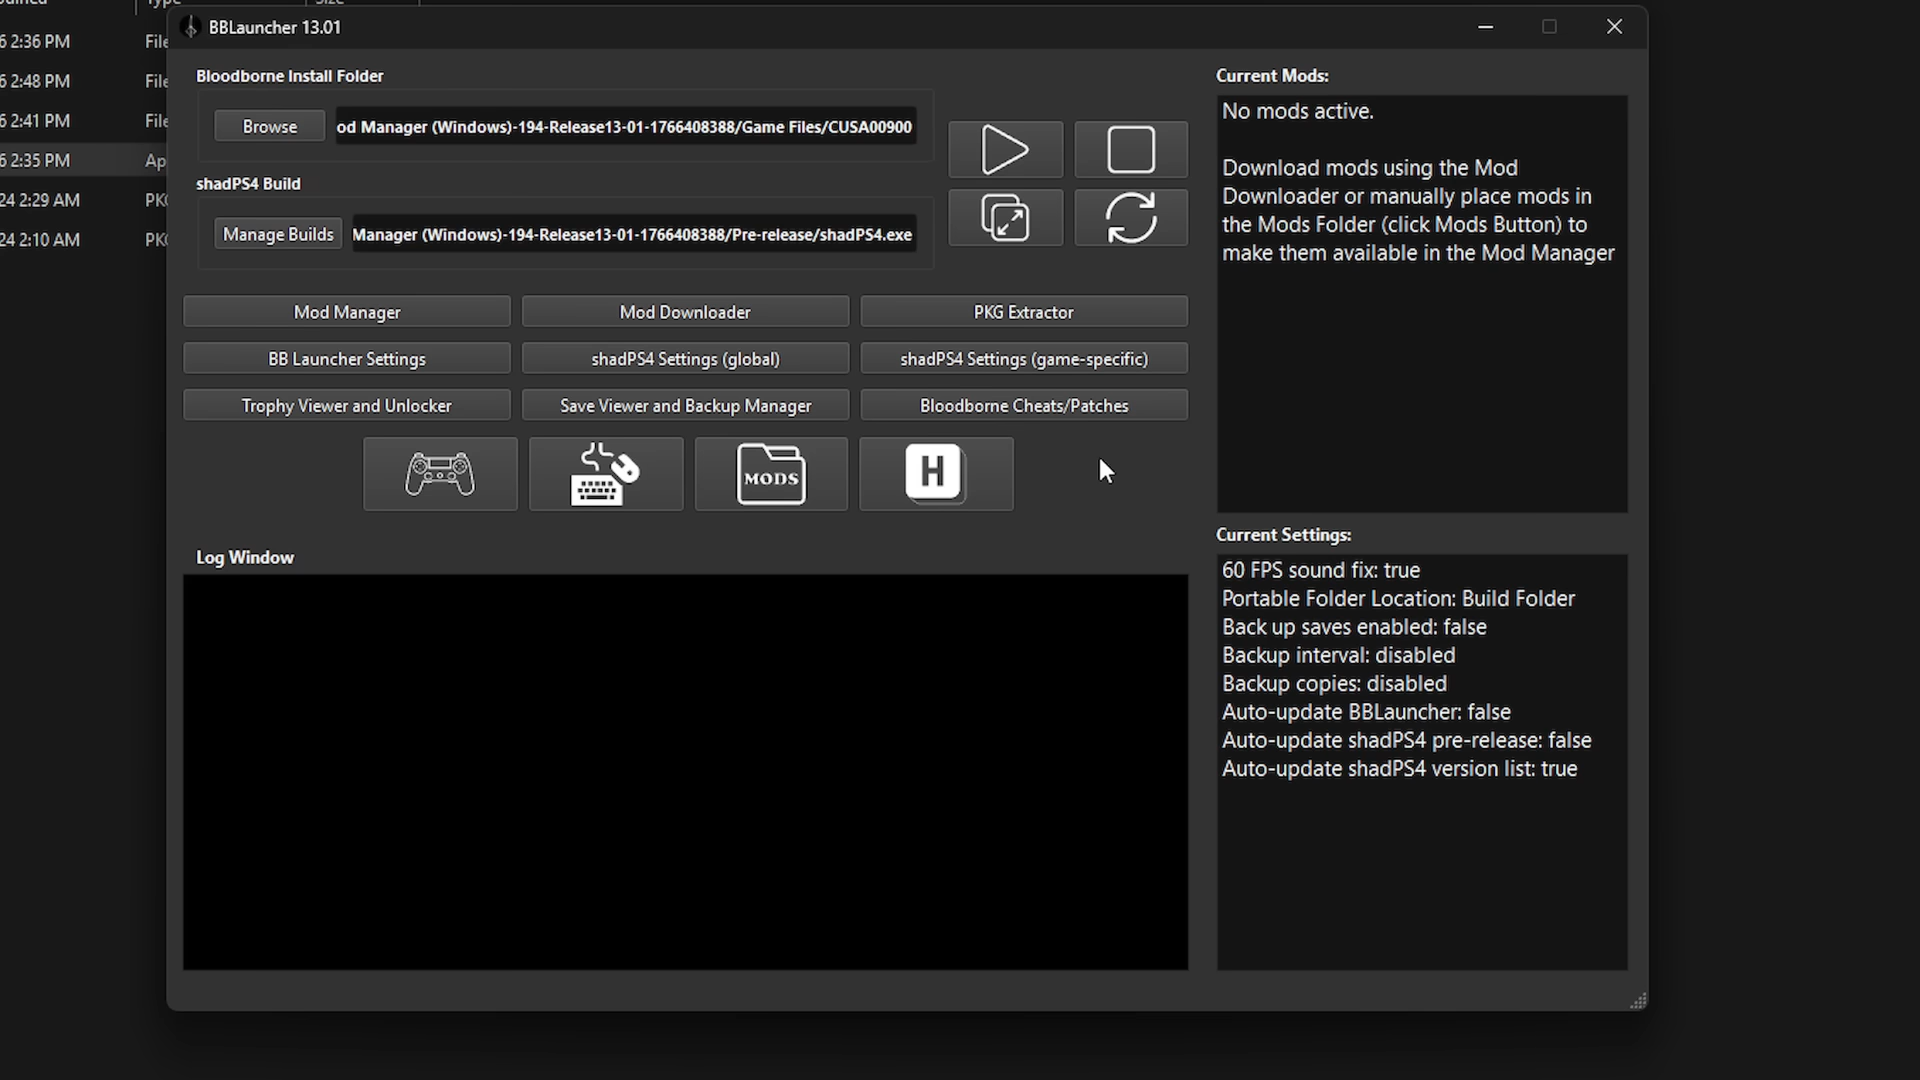 Type
Size
6 2:36 PM
File
6 2:48 PM
File
6 2:41 PM
File
6 2:35 PM
Ap
24 2:29 AM
PKG
24 2:10 AM
PKG
BBLauncher 13.01
Bloodborne Install Folder
Browse
od Manager (Windows)-194-Release13-01-1766408388/Game Files/CUSA00900
shadPS4 Build
Manage Builds
Manager (Windows)-194-Release13-01-1766408388/Pre-release/shadPS4.exe
Mod Manager
Mod Downloader
PKG Extractor
BB Launcher Settings
shadPS4 Settings (global)
shadPS4 Settings (game-specific)
Trophy Viewer and Unlocker
Save Viewer and Backup Manager
Bloodborne Cheats/Patches
MODS
H
Log Window
Current Mods:
No mods active.
Download mods using the Mod
Downloader or manually place mods in
the Mods Folder (click Mods Button) to
make them available in the Mod Manager
Current Settings:
60 FPS sound fix: true
Portable Folder Location: Build Folder
Back up saves enabled: false
Backup interval: disabled
Backup copies: disabled
Auto-update BBLauncher: false
Auto-update shadPS4 pre-release: false
Auto-update shadPS4 version list: true